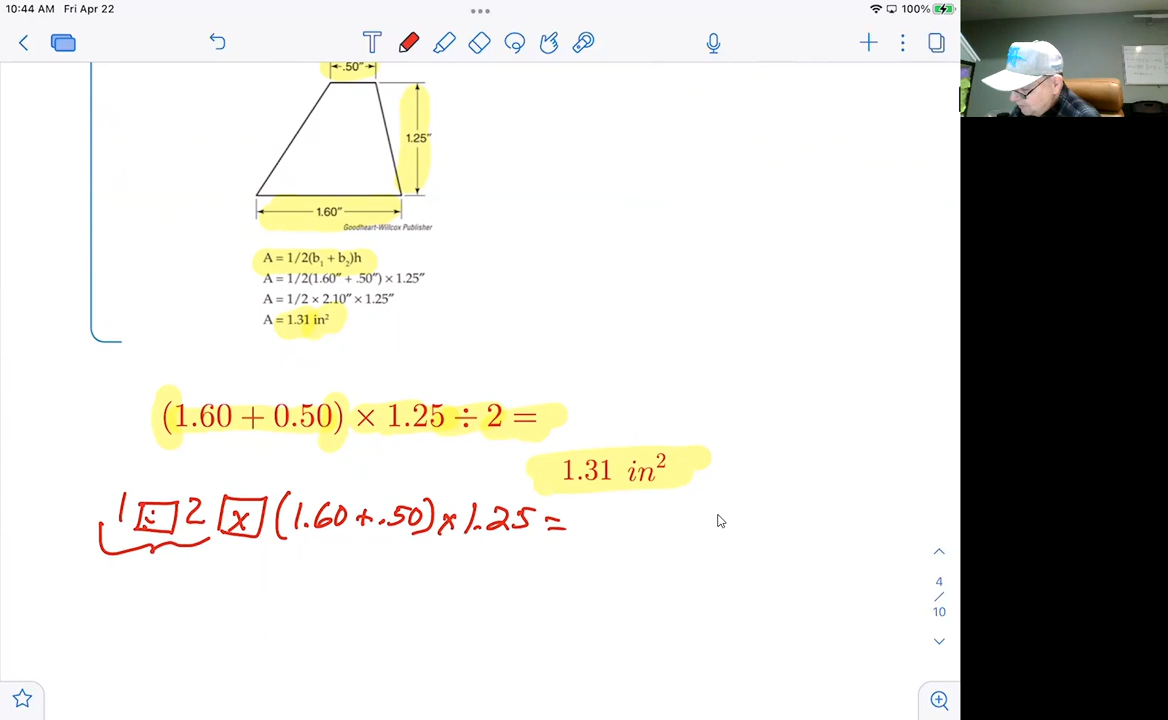 10:44 AM Fri Apr 22
100%
T
.50"
1.25"
1.60"
Goodheart-Willcox Publisher
A = 1/2(b₁ + b₂)h
A = 1/2(1.60" + .50") × 1.25"
A = 1/2 × 2.10" × 1.25"
A = 1.31 in²
(1.60 + 0.50) × 1.25 ÷ 2 =
1.31 in²
1 ÷ 2 × (1.60 + .50) × 1.25 =
4
/
10